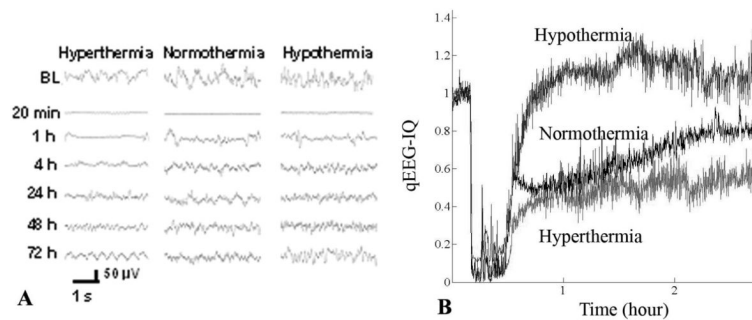 Hyperthermia Normothermia Hypothermia
BL
20 min
1 h
4 h
24 h
48 h
72 h
50 µV
1 s
A
B
1.4
1.2
1
0.8
0.6
0.4
0.2
0
qEEG-IQ
Hypothermia
Normothermia
Hyperthermia
1 2
Time (hour)